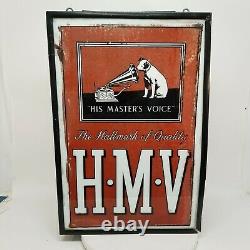 "HIS MASTER'S VOICE"
The Hallmark of Quality
H·M·V